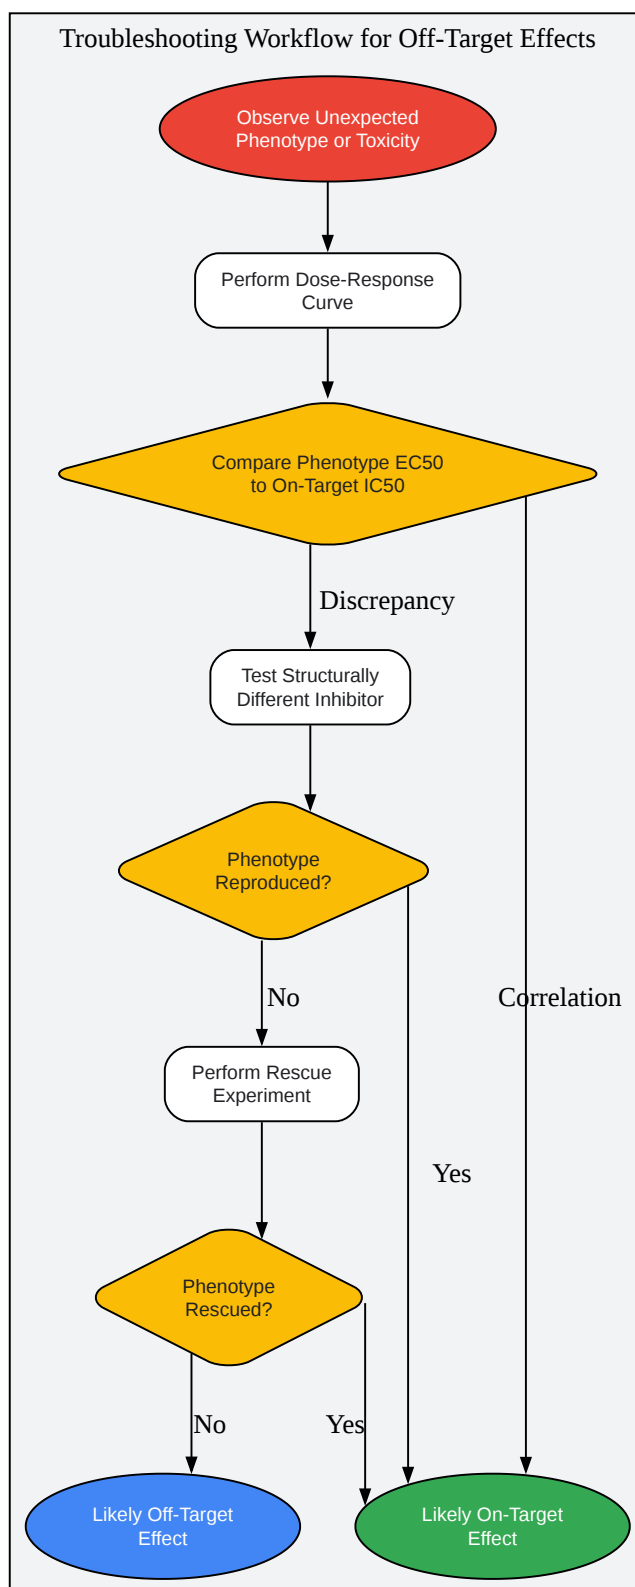 Troubleshooting Workflow for Off-Target Effects
Observe Unexpected
Phenotype or Toxicity
Perform Dose-Response
Curve
Compare Phenotype EC50
to On-Target IC50
Discrepancy
Test Structurally
Different Inhibitor
Phenotype
Reproduced?
No
Correlation
Perform Rescue
Experiment
Yes
Phenotype
Rescued?
No
Yes
Likely Off-Target
Effect
Likely On-Target
Effect